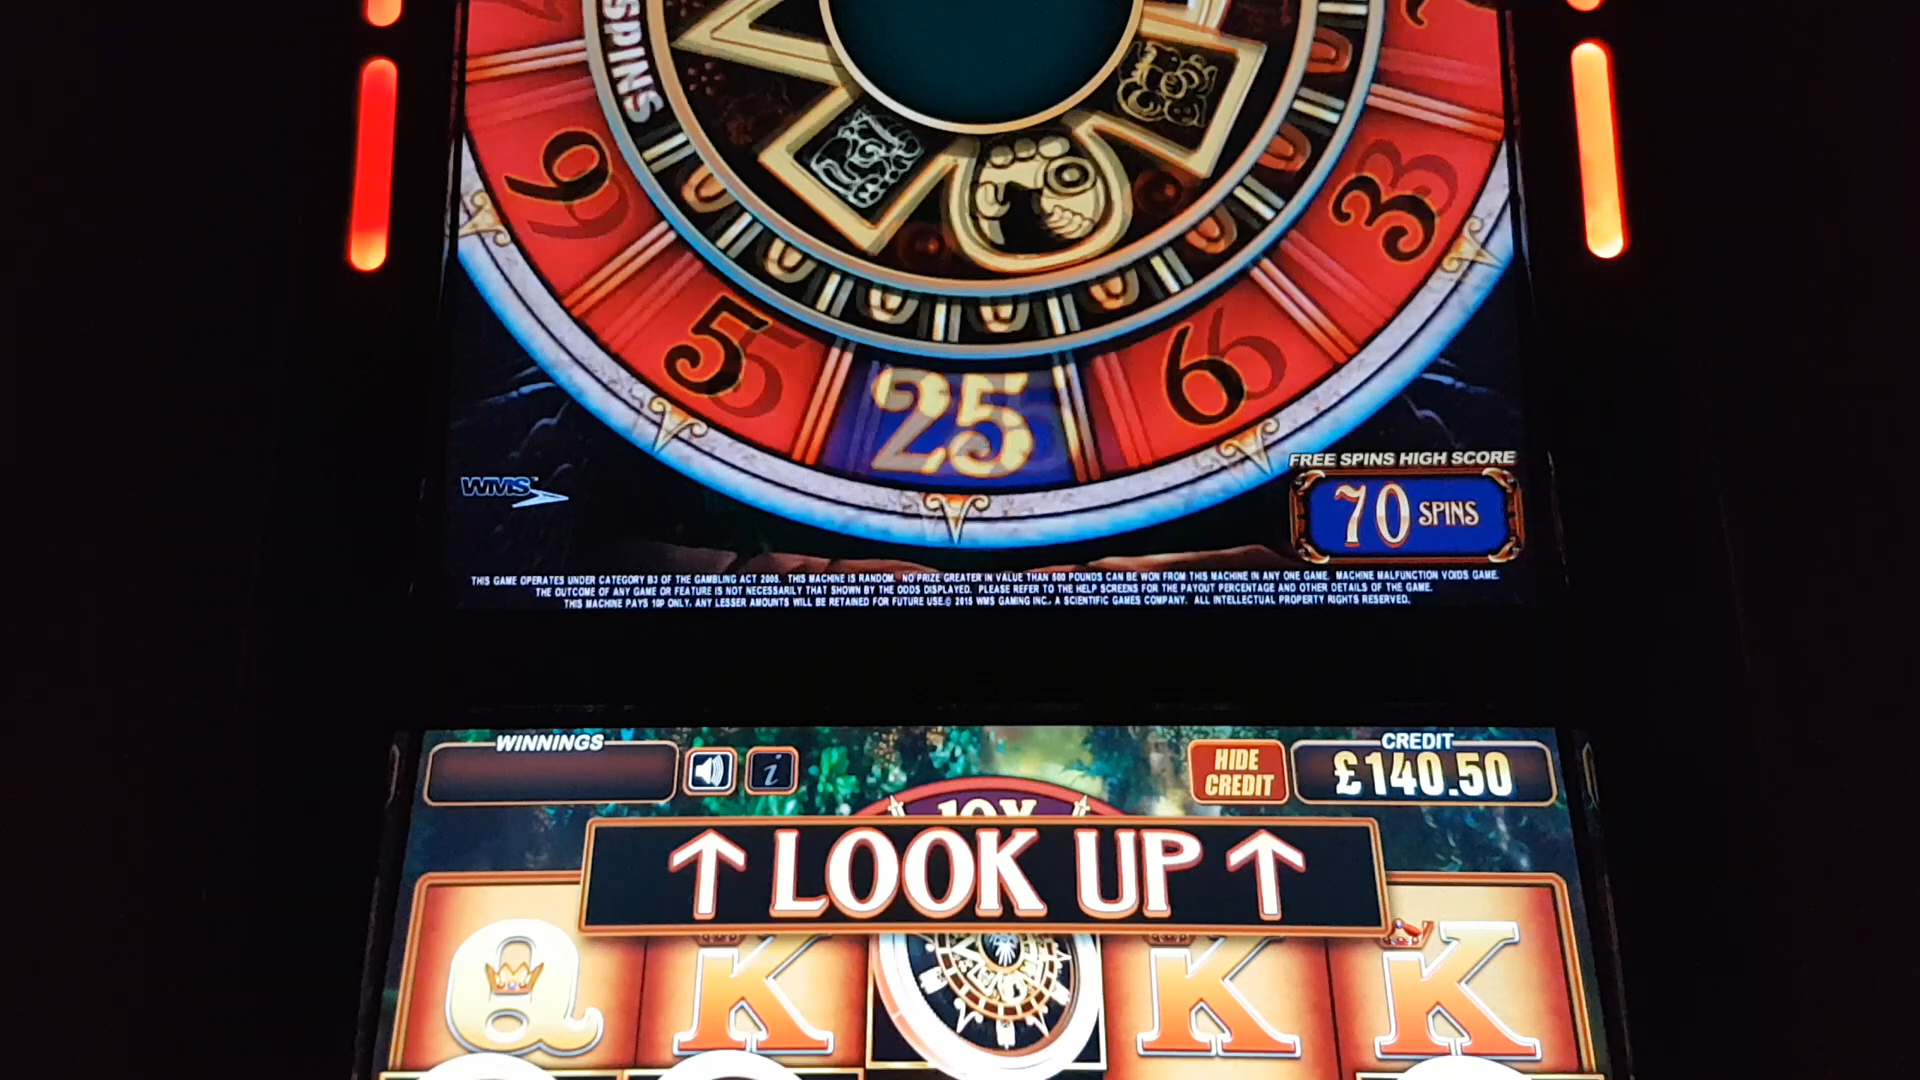 SPINS
9
3
5
6
25
WMS
FREE SPINS HIGH SCORE
70 SPINS
THIS GAME OPERATES UNDER CATEGORY B3 OF THE GAMBLING ACT 2005. THIS MACHINE IS RANDOM. NO PRIZE GREATER IN VALUE THAN 500 POUNDS CAN BE WON FROM THIS MACHINE IN ANY ONE GAME. MACHINE MALFUNCTION VOIDS GAME.
THE OUTCOME OF ANY GAME OR FEATURE IS NOT NECESSARILY THAT SHOWN BY THE ODDS DISPLAYED. PLEASE REFER TO THE HELP SCREENS FOR THE PAYOUT PERCENTAGE AND OTHER DETAILS OF THE GAME.
THIS MACHINE PAYS 10P ONLY. ANY LESSER AMOUNTS WILL BE RETAINED FOR FUTURE USE.© 2015 WMS GAMING INC., A SCIENTIFIC GAMES COMPANY. ALL INTELLECTUAL PROPERTY RIGHTS RESERVED.
WINNINGS
i
HIDE
CREDIT
CREDIT
£140.50
10X
↑ LOOK UP ↑
Q K K K